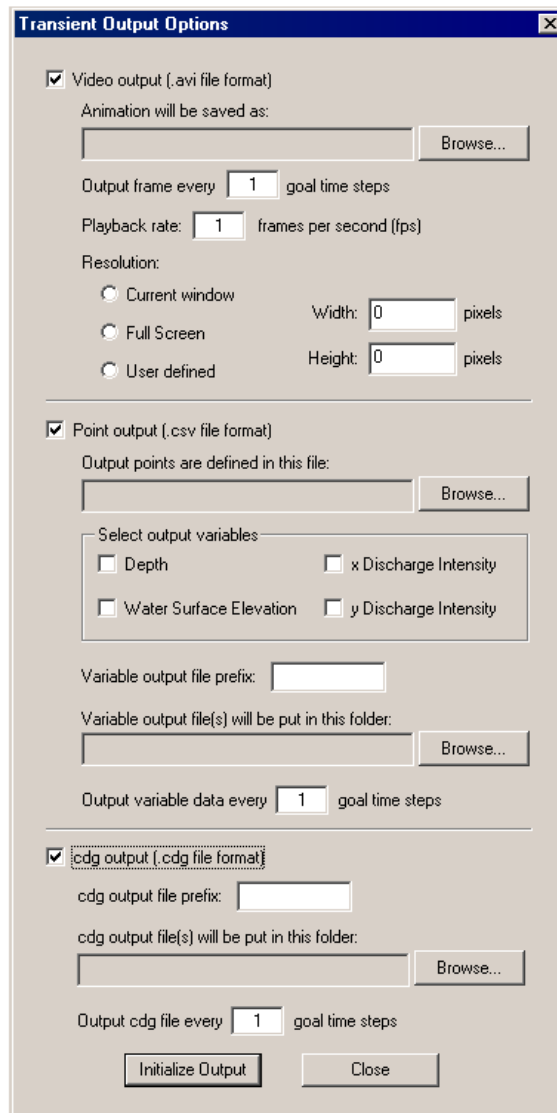 Transient Output Options
Video output (.avi file format)
Animation will be saved as:
Browse...
Output frame every 1 goal time steps
Playback rate: 1 frames per second (fps)
Resolution:
Current window
Width: 0 pixels
Full Screen
Height: 0 pixels
User defined
Point output (.csv file format)
Output points are defined in this file:
Browse...
Select output variables
Depth
x Discharge Intensity
Water Surface Elevation
y Discharge Intensity
Variable output file prefix:
Variable output file(s) will be put in this folder:
Browse...
Output variable data every 1 goal time steps
cdg output (.cdg file format)
cdg output file prefix:
cdg output file(s) will be put in this folder:
Browse...
Output cdg file every 1 goal time steps
Initialize Output
Close